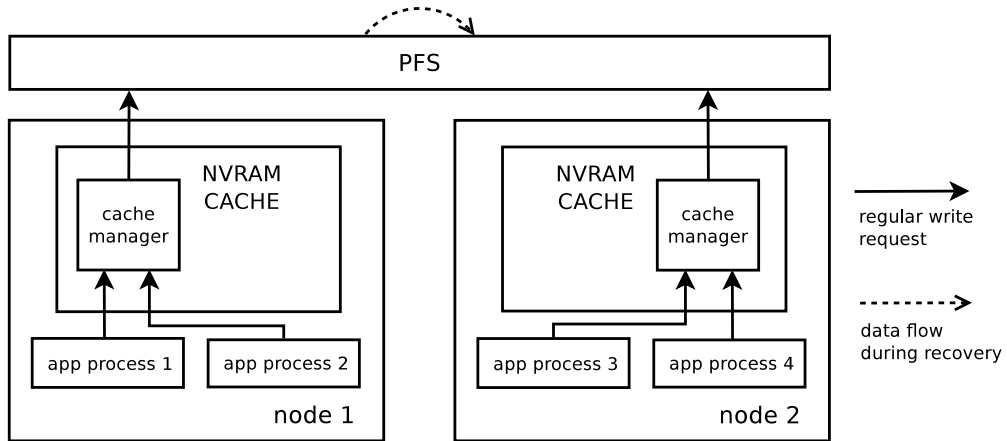 PFS
NVRAM
CACHE
cache
manager
app process 1
app process 2
node 1
NVRAM
CACHE
cache
manager
app process 3
app process 4
node 2
regular write
request
data flow
during recovery